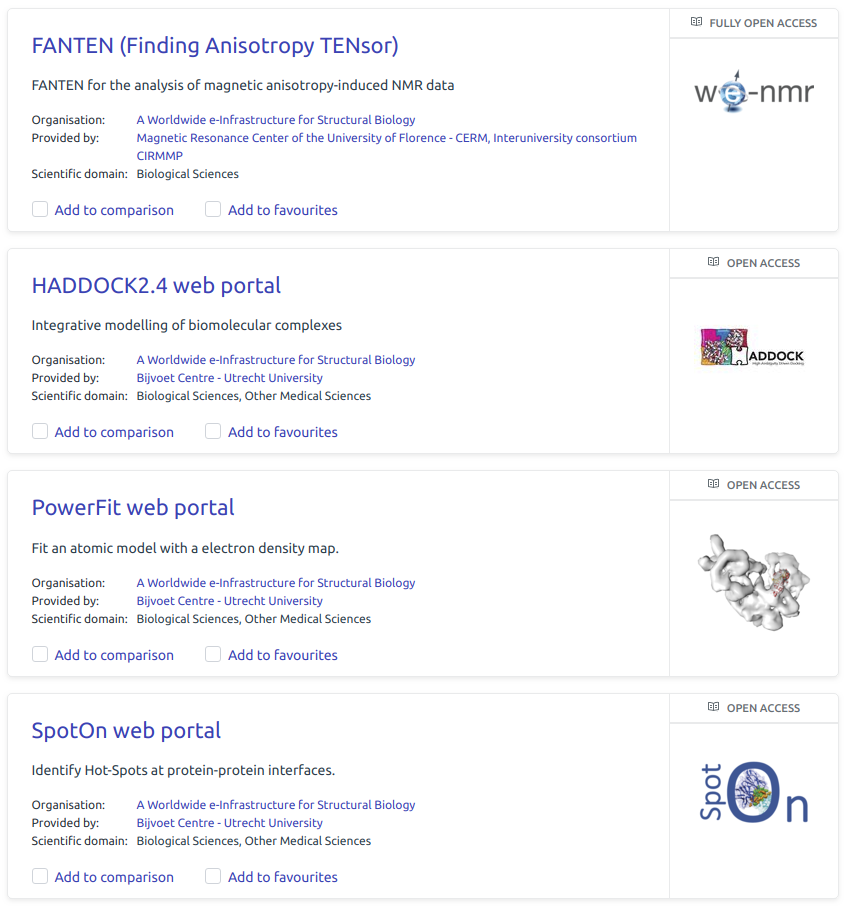 FULLY OPEN ACCESS
FANTEN (Finding Anisotropy TENsor)
FANTEN for the analysis of magnetic anisotropy-induced NMR data
Organisation: A Worldwide e-Infrastructure for Structural Biology
Provided by: Magnetic Resonance Center of the University of Florence - CERM, Interuniversity consortium
CIRMMP
Scientific domain: Biological Sciences
Add to comparison Add to favourites
we-nmr
OPEN ACCESS
HADDOCK2.4 web portal
Integrative modelling of biomolecular complexes
Organisation: A Worldwide e-Infrastructure for Structural Biology
Provided by: Bijvoet Centre - Utrecht University
Scientific domain: Biological Sciences, Other Medical Sciences
Add to comparison Add to favourites
HADDOCK
High Ambiguity Driven Docking
OPEN ACCESS
PowerFit web portal
Fit an atomic model with a electron density map.
Organisation: A Worldwide e-Infrastructure for Structural Biology
Provided by: Bijvoet Centre - Utrecht University
Scientific domain: Biological Sciences, Other Medical Sciences
Add to comparison Add to favourites
OPEN ACCESS
SpotOn web portal
Identify Hot-Spots at protein-protein interfaces.
Organisation: A Worldwide e-Infrastructure for Structural Biology
Provided by: Bijvoet Centre - Utrecht University
Scientific domain: Biological Sciences, Other Medical Sciences
Add to comparison Add to favourites
Spot On